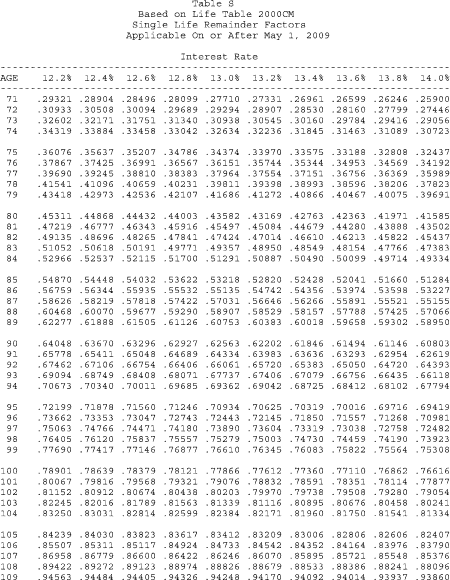 Table S
Based on Life Table 2000CM
Single Life Remainder Factors
Applicable On or After May 1, 2009
Interest Rate
AGE 12.2% 12.4% 12.6% 12.8% 13.0% 13.2% 13.4% 13.6% 13.8% 14.0%
71 .29321 .28904 .28496 .28099 .27710 .27331 .26961 .26599 .26246 .25900
72 .30933 .30508 .30094 .29689 .29294 .28907 .28530 .28160 .27799 .27446
73 .32602 .32171 .31751 .31340 .30938 .30545 .30160 .29784 .29416 .29056
74 .34319 .33884 .33458 .33042 .32634 .32236 .31845 .31463 .31089 .30723
75 .36076 .35637 .35207 .34786 .34374 .33970 .33575 .33188 .32808 .32437
76 .37867 .37425 .36991 .36567 .36151 .35744 .35344 .34953 .34569 .34192
77 .39690 .39245 .38810 .38383 .37964 .37554 .37151 .36756 .36369 .35989
78 .41541 .41096 .40659 .40231 .39811 .39398 .38993 .38596 .38206 .37823
79 .43418 .42973 .42536 .42107 .41686 .41272 .40866 .40467 .40075 .39691
80 .45311 .44868 .44432 .44003 .43582 .43169 .42763 .42363 .41971 .41585
81 .47219 .46777 .46343 .45916 .45497 .45084 .44679 .44280 .43888 .43502
82 .49135 .48696 .48265 .47841 .47424 .47014 .46610 .46213 .45822 .45437
83 .51052 .50618 .50191 .49771 .49357 .48950 .48549 .48154 .47766 .47383
84 .52966 .52537 .52115 .51700 .51291 .50887 .50490 .50099 .49714 .49334
85 .54870 .54448 .54032 .53622 .53218 .52820 .52428 .52041 .51660 .51284
86 .56759 .56344 .55935 .55532 .55135 .54742 .54356 .53974 .53598 .53227
87 .58626 .58219 .57818 .57422 .57031 .56646 .56266 .55891 .55521 .55155
88 .60468 .60070 .59677 .59290 .58907 .58529 .58157 .57788 .57425 .57066
89 .62277 .61888 .61505 .61126 .60753 .60383 .60018 .59658 .59302 .58950
90 .64048 .63670 .63296 .62927 .62563 .62202 .61846 .61494 .61146 .60803
91 .65778 .65411 .65048 .64689 .64334 .63983 .63636 .63293 .62954 .62619
92 .67462 .67106 .66754 .66406 .66061 .65720 .65383 .65050 .64720 .64393
93 .69094 .68749 .68408 .68071 .67737 .67406 .67079 .66756 .66435 .66118
94 .70673 .70340 .70011 .69685 .69362 .69042 .68725 .68412 .68102 .67794
95 .72199 .71878 .71560 .71246 .70934 .70625 .70319 .70016 .69716 .69419
96 .73662 .73353 .73047 .72743 .72443 .72145 .71850 .71557 .71268 .70981
97 .75063 .74766 .74471 .74180 .73890 .73604 .73319 .73038 .72758 .72482
98 .76405 .76120 .75837 .75557 .75279 .75003 .74730 .74459 .74190 .73923
99 .77690 .77417 .77146 .76877 .76610 .76345 .76083 .75822 .75564 .75308
100 .78901 .78639 .78379 .78121 .77866 .77612 .77360 .77110 .76862 .76616
101 .80067 .79816 .79568 .79321 .79076 .78832 .78591 .78351 .78114 .77877
102 .81152 .80912 .80674 .80438 .80203 .79970 .79738 .79508 .79280 .79054
103 .82245 .82016 .81789 .81563 .81339 .81116 .80895 .80676 .80458 .80241
104 .83250 .83031 .82814 .82599 .82384 .82171 .81960 .81750 .81541 .81334
105 .84239 .84030 .83823 .83617 .83412 .83209 .83006 .82806 .82606 .82407
106 .85507 .85311 .85117 .84924 .84733 .84542 .84352 .84164 .83976 .83790
107 .86958 .86779 .86600 .86422 .86246 .86070 .85895 .85721 .85548 .85376
108 .89422 .89272 .89123 .88974 .88826 .88679 .88533 .88386 .88241 .88096
109 .94563 .94484 .94405 .94326 .94248 .94170 .94092 .94014 .93937 .93860